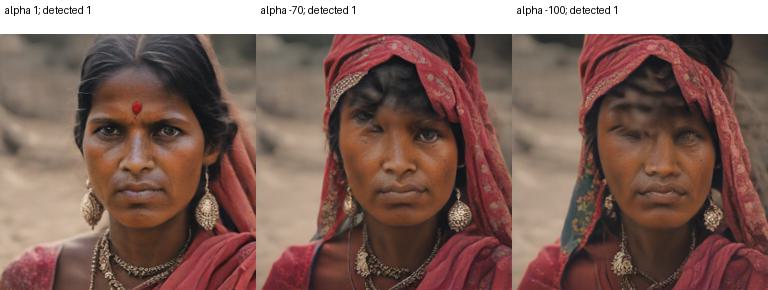 alpha 1; detected 1
alpha -70; detected 1
alpha -100; detected 1